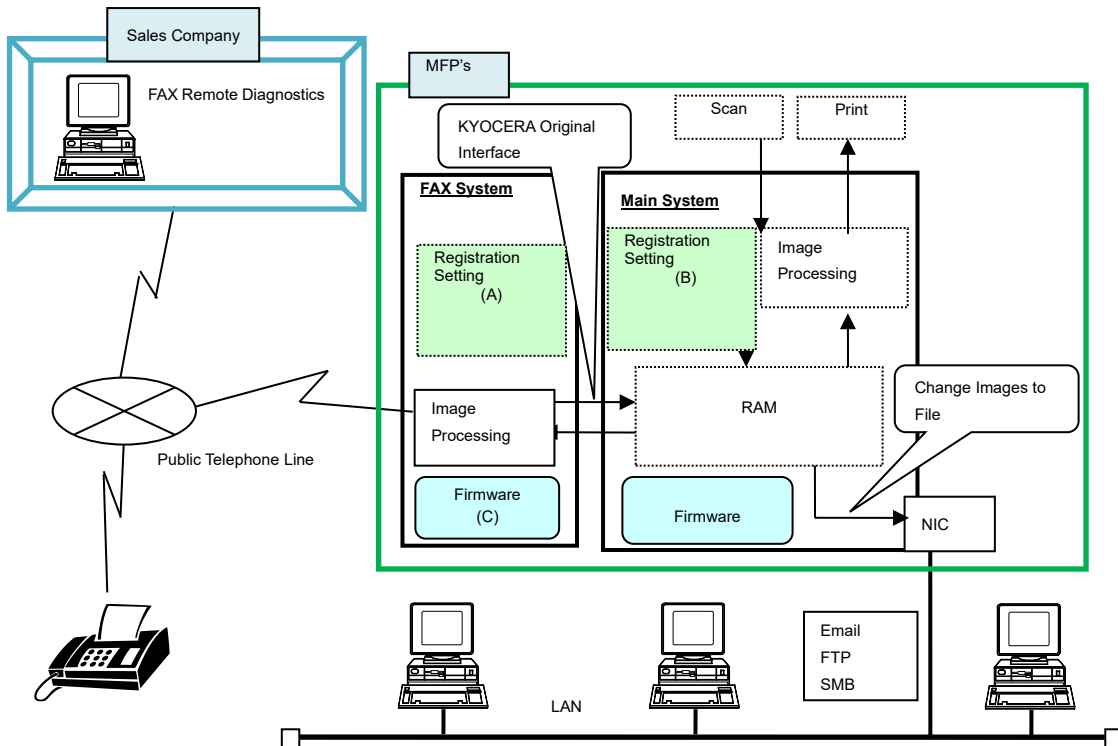 Sales Company
FAX Remote Diagnostics
MFP's
KYOCERA Original
Interface
Scan
Print
FAX System
Main System
Registration
Setting
(A)
Registration
Setting
(B)
Image
Processing
Image
Processing
RAM
Change Images to
File
Public Telephone Line
Firmware
(C)
Firmware
NIC
Email
FTP
SMB
LAN